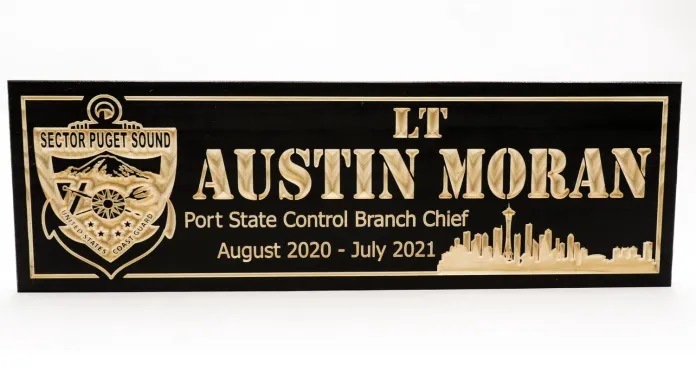 SECTOR PUGET SOUND
UNITED STATES COAST GUARD
LT
AUSTIN MORAN
Port State Control Branch Chief
August 2020 - July 2021